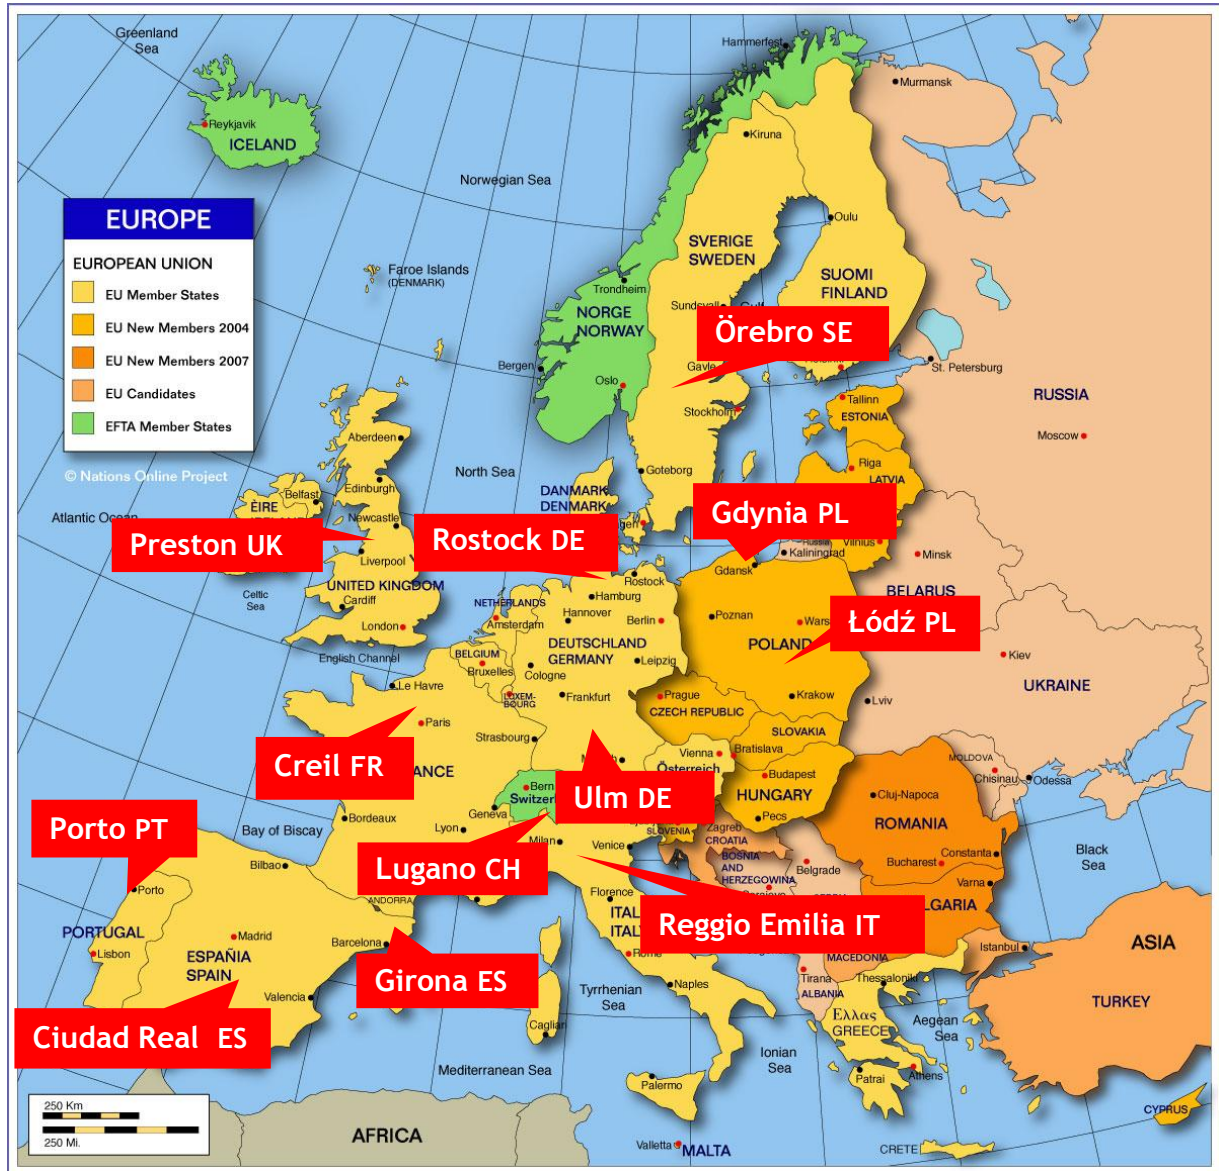 Greenland
Sea
Hammerfest
Murmansk
Reykjavik
ICELAND
Kiruna
Norwegian Sea
EUROPE
EUROPEAN UNION
EU Member States
EU New Members 2004
EU New Members 2007
EU Candidates
EFTA Member States
© Nations Online Project
Oulu
SVERIGE
SWEDEN
Faroe Islands
(DENMARK)
Trondheim
SUOMI
FINLAND
Sundsvall
NORGE
NORWAY
Örebro SE
Bergen
Gavle
St. Petersburg
Oslo
RUSSIA
Tallinn
Stockholm
ESTONIA
Moscow
Aberdeen
North Sea
Goteborg
Riga
LATVIA
Edinburgh
Belfast
DANMARK
DENMARK
Atlantic Ocean
ÈIRE
Newcastle
Gdynia PL
Preston UK
Rostock DE
Vilnius
Russia
Kaliningrad
Minsk
Liverpool
Gdansk
BELARUS
UNITED KINGDOM
Rostock
Celtic
Sea
Cardiff
NETHERLANDS
Hamburg
Hannover
Poznan
London
Amsterdam
Berlin
Łódź PL
English Channel
BELGIUM
Bruxelles
DEUTSCHLAND
GERMANY
POLAND
Leipzig
Cologne
Kiev
Le Havre
LUXEM-
BOURG
Frankfurt
Prague
Krakow
Lviv
UKRAINE
CZECH REPUBLIC
Paris
Strasbourg
SLOVAKIA
Creil FR
Vienna
Bratislava
Österreich
MOLDOVA
Chisinau
Odessa
Budapest
Bern
Ulm DE
HUNGARY
Cluj-Napoca
Geneva
Pecs
Porto PT
Bay of Biscay
Bordeaux
Lyon
Milan
Venice
SLOVENIA
Zagreb
CROATIA
ROMANIA
Bilbao
Lugano CH
BOSNIA
AND
HERZEGOWINA
Belgrade
Bucharest
Constanta
Black
Sea
Porto
Florence
Varna
ANDORRA
PORTUGAL
Madrid
Barcelona
Reggio Emilia IT
Istanbul
ASIA
Lisbon
ESPAÑIA
SPAIN
Rome
MACEDONIA
Girona ES
Tirana
Thessaloniki
Valencia
Tyrrhenian
Sea
Naples
ALBANIA
TURKEY
Ciudad Real ES
Cagliari
Ελλας
GREECE
Aegean
Sea
Mediterranean Sea
Ionian
Sea
Palermo
Patrai
Athens
250 Km
250 Mi.
AFRICA
Valletta
MALTA
CRETE
CYPRUS